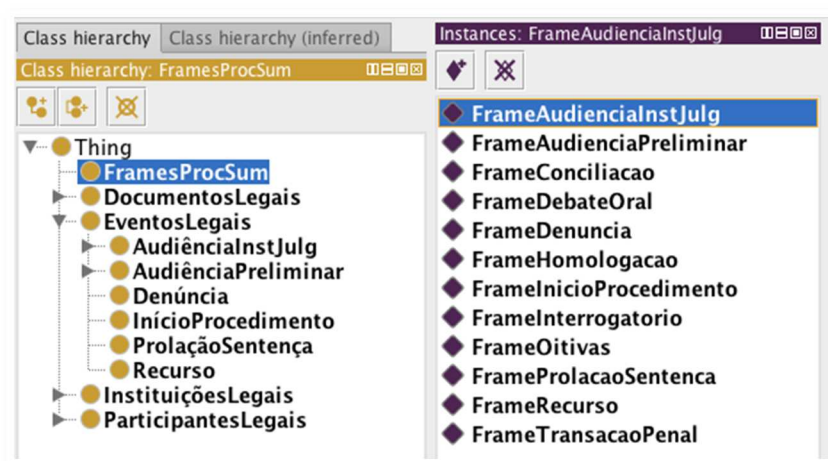 Class hierarchy Class hierarchy (inferred)
Class hierarchy: FramesProcSum
Thing
FramesProcSum
DocumentosLegais
EventosLegais
AudiênciaInstJulg
AudiênciaPreliminar
Denúncia
InícioProcedimento
ProlaçãoSentença
Recurso
InstituiçõesLegais
ParticipantesLegais
Instances: FrameAudienciaInstJulg
FrameAudienciaInstJulg
FrameAudienciaPreliminar
FrameConciliacao
FrameDebateOral
FrameDenuncia
FrameHomologacao
FrameInicioProcedimento
FrameInterrogatorio
FrameOitivas
FrameProlacaoSentenca
FrameRecurso
FrameTransacaoPenal